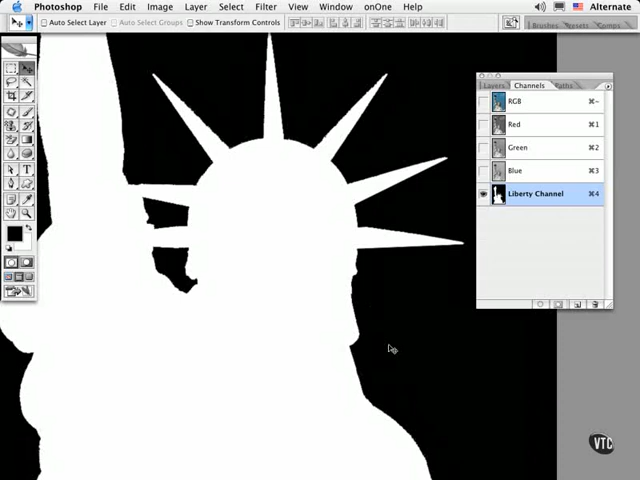 Photoshop File Edit Image Layer Select Filter View Window onOne Help Alternate
Auto Select Layer Auto Select Groups Show Transform Controls Brushes Presets Comps
Layers Channels Paths
RGB ⌘~
Red ⌘1
Green ⌘2
Blue ⌘3
Liberty Channel ⌘4
T
VTC